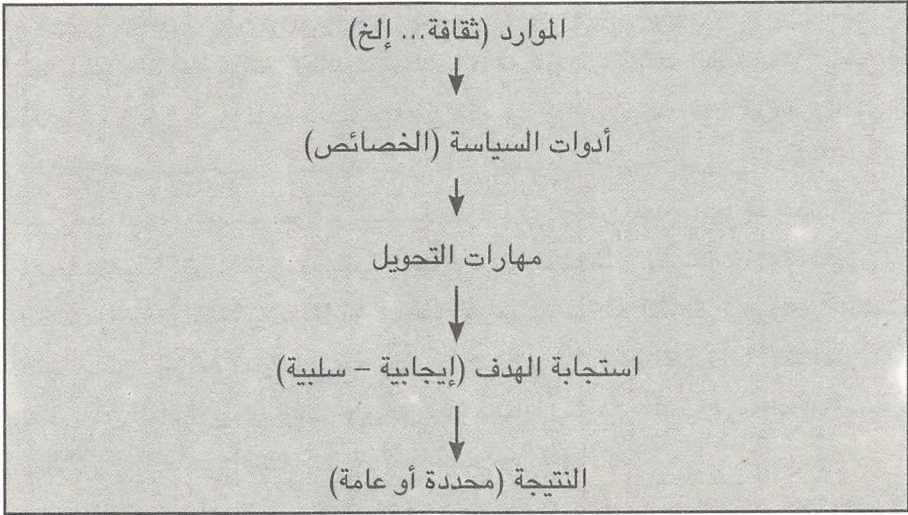 الموارد (ثقافة... إلخ)
أدوات السياسة (الخصائص)
مهارات التحويل
استجابة الهدف (إيجابية – سلبية)
النتيجة (محددة أو عامة)